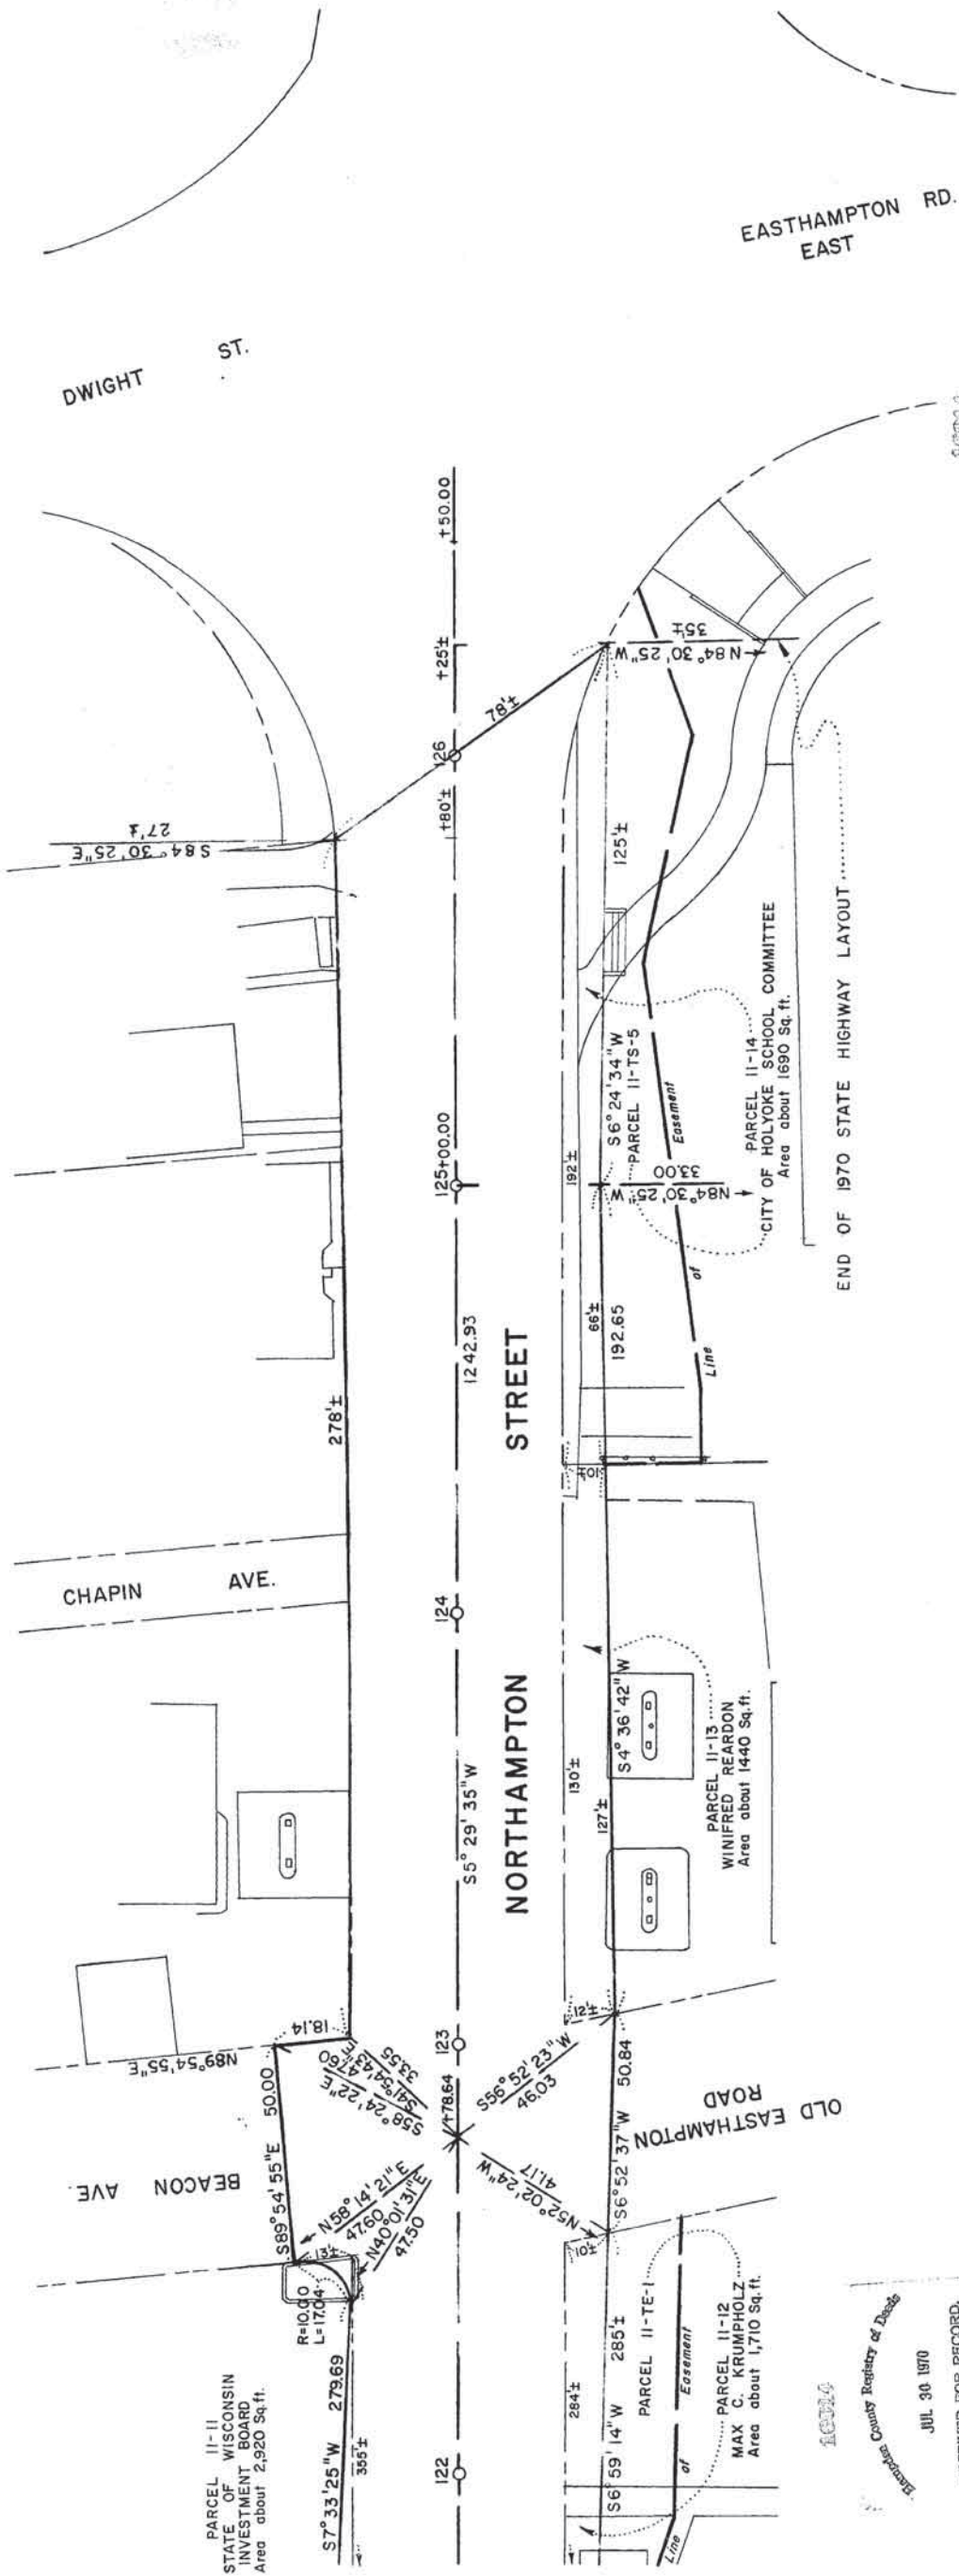 DWIGHT ST.
EASTHAMPTON RD.
EAST
+50.00
+25'±
126
+80'±
78'±
S84°30'25"E
27'±
N84°30'25"W
35'±
125'±
125+00.00
1242.93
278'±
192'±
S6°24'34"W
PARCEL 11-TS-5
N84°30'25"W
33.00
66'±
192.65
Line of Easement
PARCEL 11-14
CITY OF HOLYOKE SCHOOL COMMITTEE
Area about 1690 Sq.ft.
END OF 1970 STATE HIGHWAY LAYOUT
10'±
CHAPIN AVE.
124
S5°29'35"W
NORTHAMPTON STREET
130'±
127'±
S4°36'42"W
PARCEL 11-13
WINIFRED REARDON
Area about 1440 Sq.ft.
12'±
N89°54'55"E
18.14
S89°54'55"E 50.00
BEACON AVE.
S41°54'43"E
33.55
S58°24'22"E
47.60
123
+78.64
S56°52'23"W
46.03
N52°02'24"W
41.17
N58°14'21"E
47.60
N40°01'31"E
47.50
S6°52'37"W 50.84
OLD EASTHAMPTON
ROAD
13'±
R=10.00
L=17.04
PARCEL 11-11
STATE OF WISCONSIN
INVESTMENT BOARD
Area about 2,920 Sq.ft.
S7°33'25"W 279.69
355'±
122
10'±
284'±
S6°59'14"W 285'±
PARCEL 11-TE-1
Line of Easement
PARCEL 11-12
MAX C. KRUMPHOLZ
Area about 1,710 Sq.ft.
Hampden County Registry of Deeds
JUL 30 1970
RECEIVED FOR RECORD.